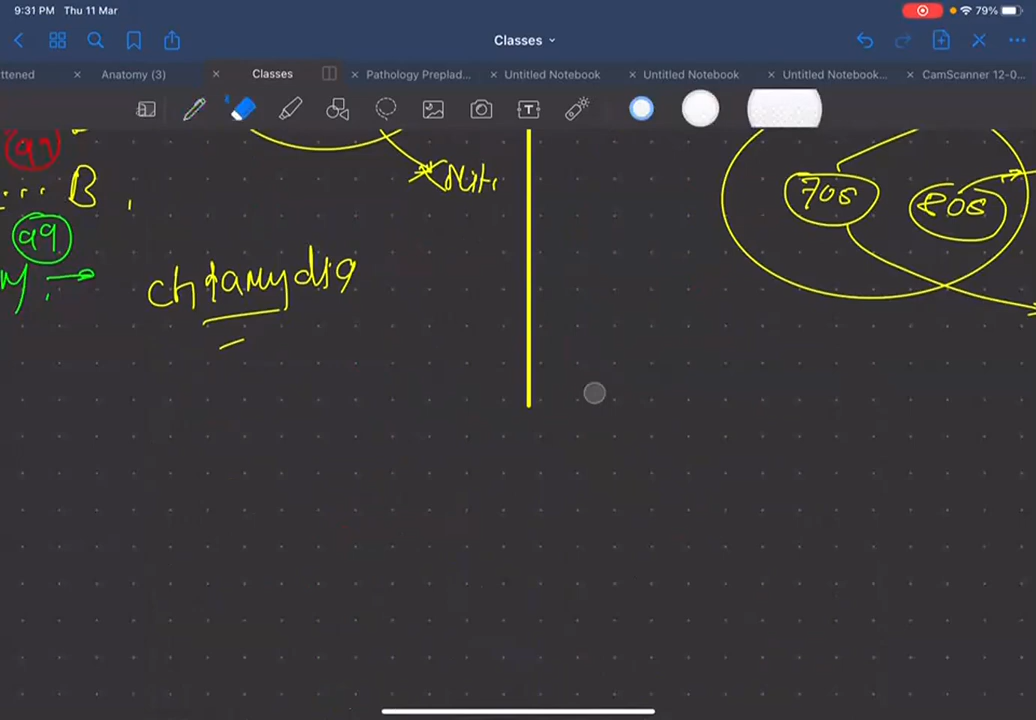 9:31 PM Thu 11 Mar
79%
Classes
ttened
Anatomy (3)
Classes
Pathology Preplad...
Untitled Notebook
Untitled Notebook
Untitled Notebook...
CamScanner 12-0...
T
.... B
70s
80s
chlamydia